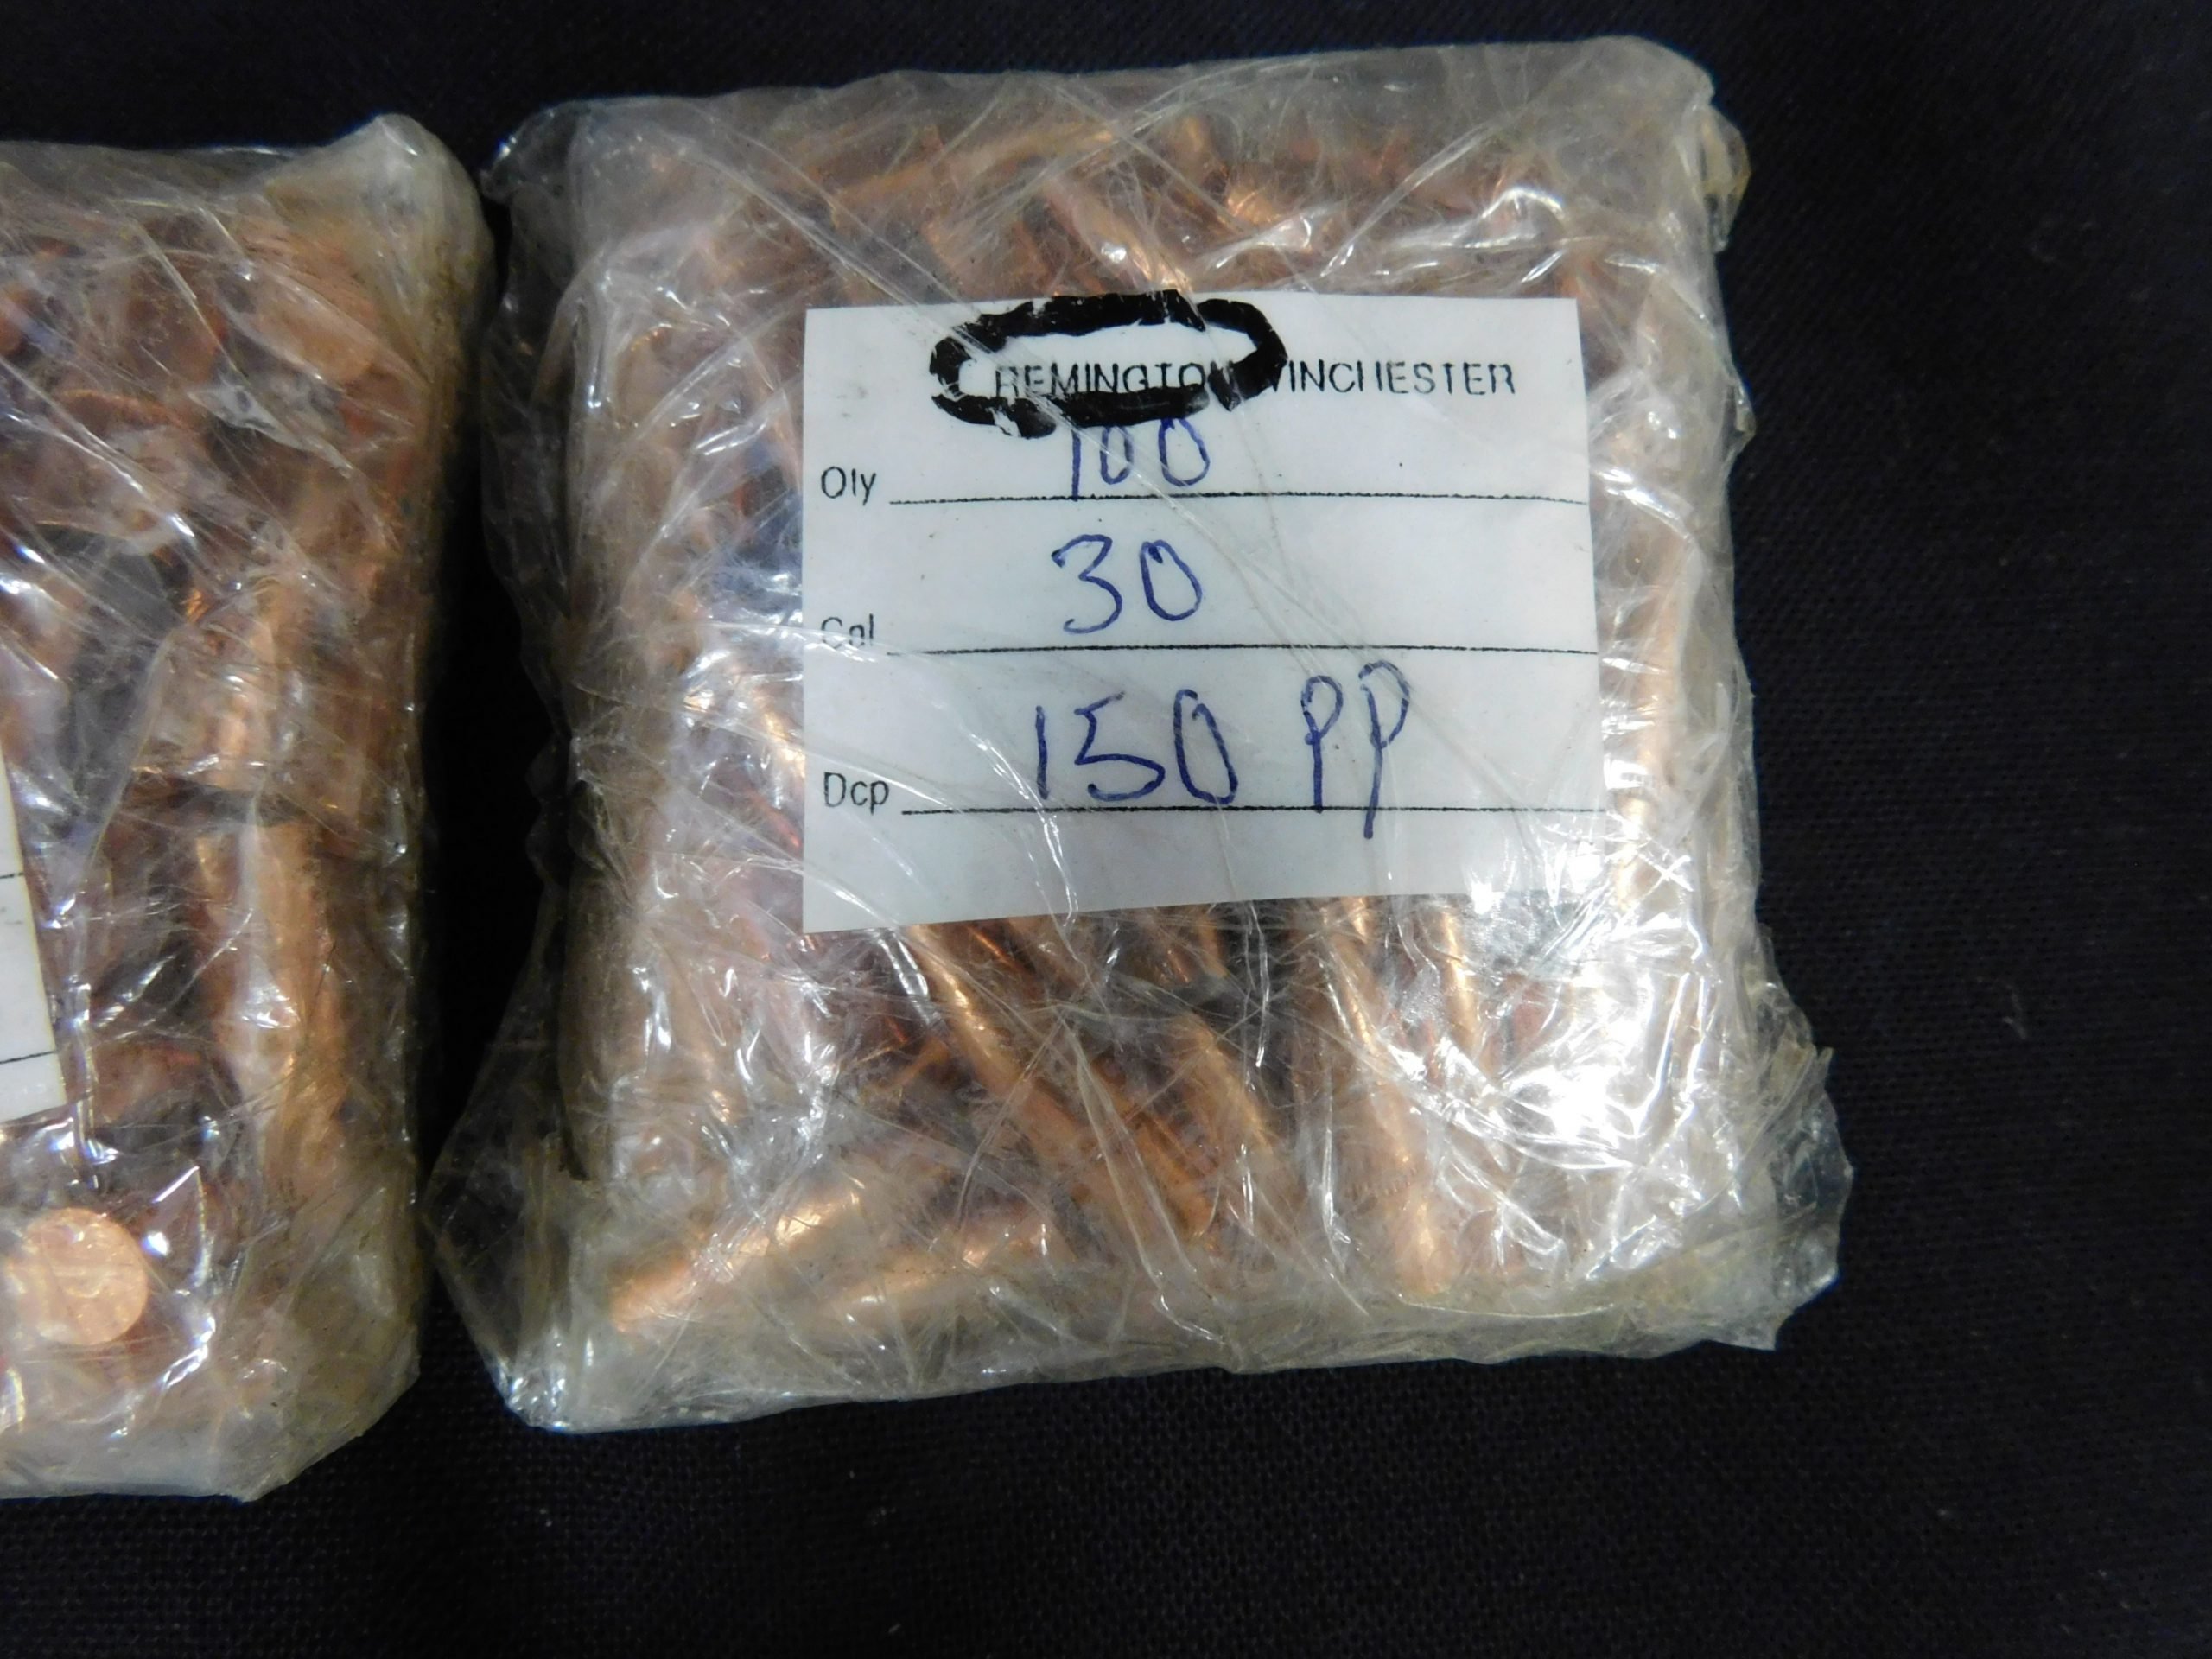 REMINGTON WINCHESTER
Qty 100
Cal 30
Dcp 150 PP